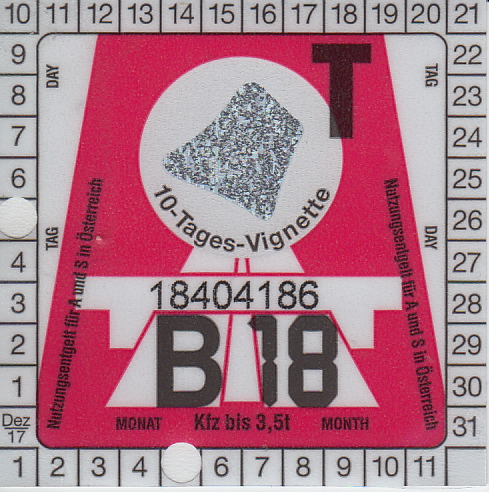 10 11 12 13 14 15 16 17 18 19 20 21
9 DAY T TAG 22
8 23
7 24
6 25
10-Tages-Vignette
26
TAG DAY
4 27
Nutzungsentgelt für A und S in Österreich
Nutzungsentgelt für A und S in Österreich
18404186
3 28
B 18
2 29
1 30
MONAT Kfz bis 3,5t MONTH
Dez 31
17
1 2 3 4 6 7 8 9 10 11